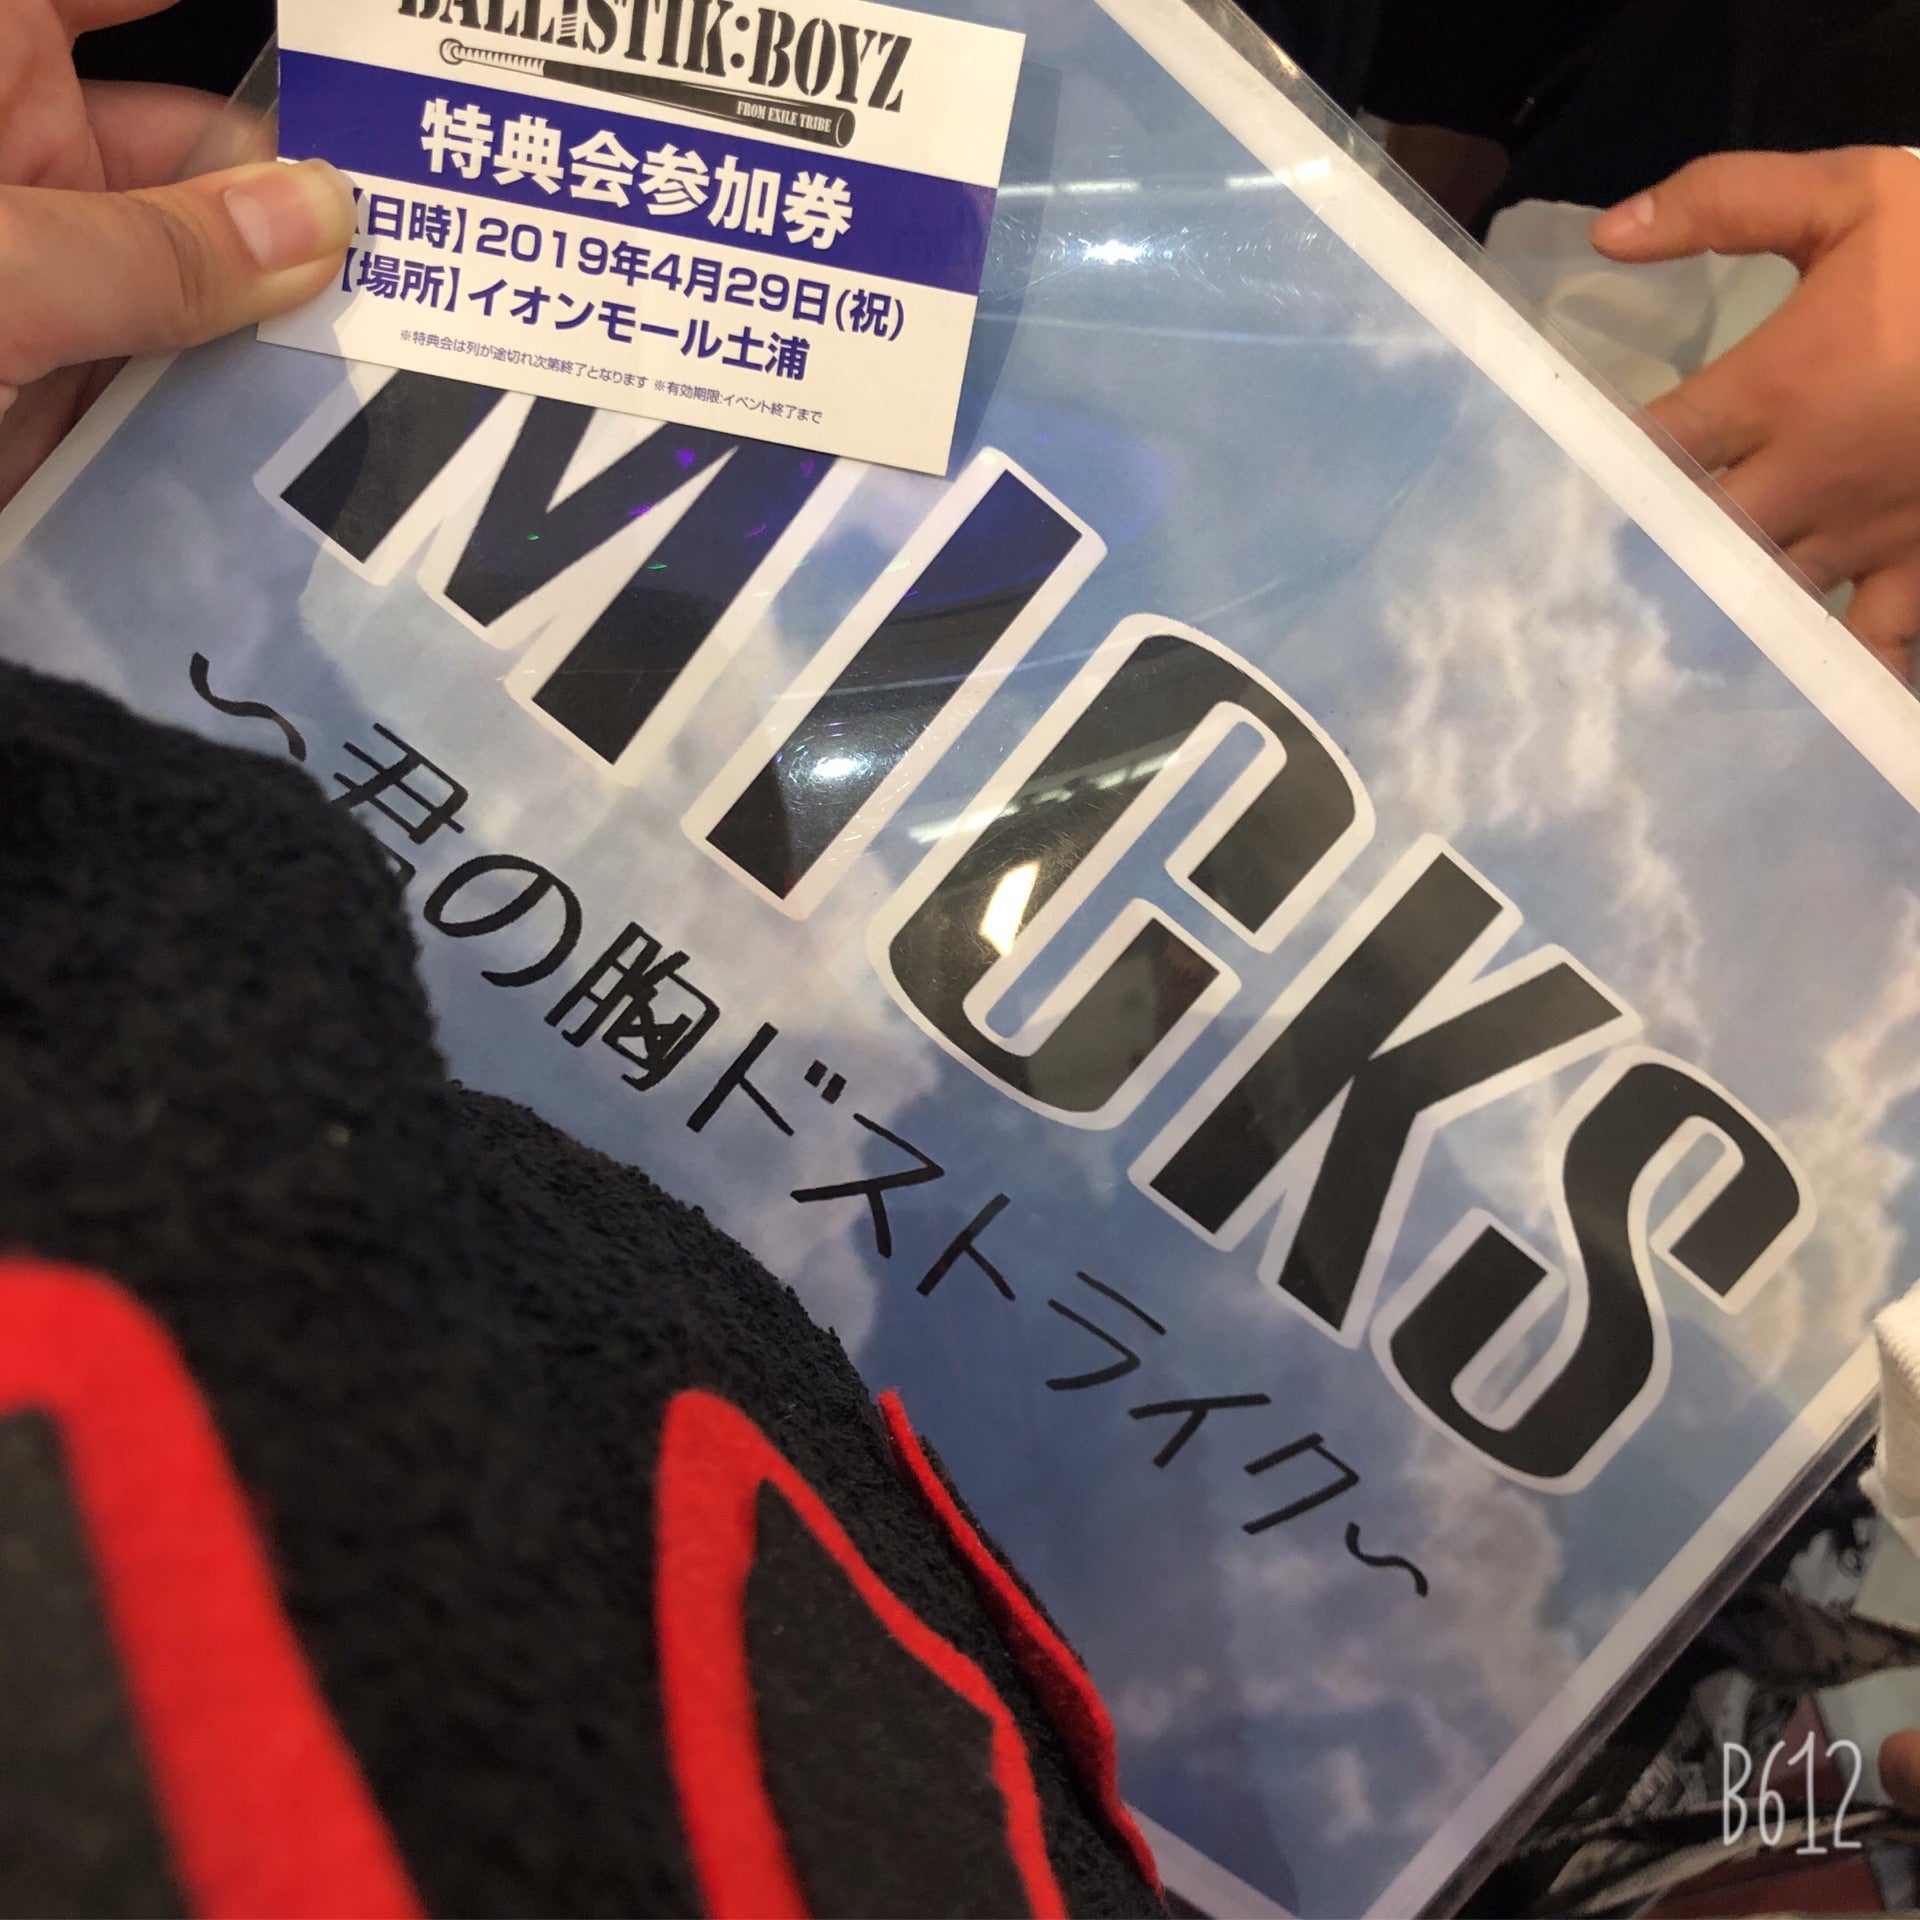 BALLISTIK:BOYZ
FROM EXILE TRIBE
特典会参加券
【日時】2019年4月29日(祝)
【場所】イオンモール土浦
※特典会は列が途切れ次第終了となります ※有効期限:イベント終了まで
MICKS
～君の胸ドストライク～
B612